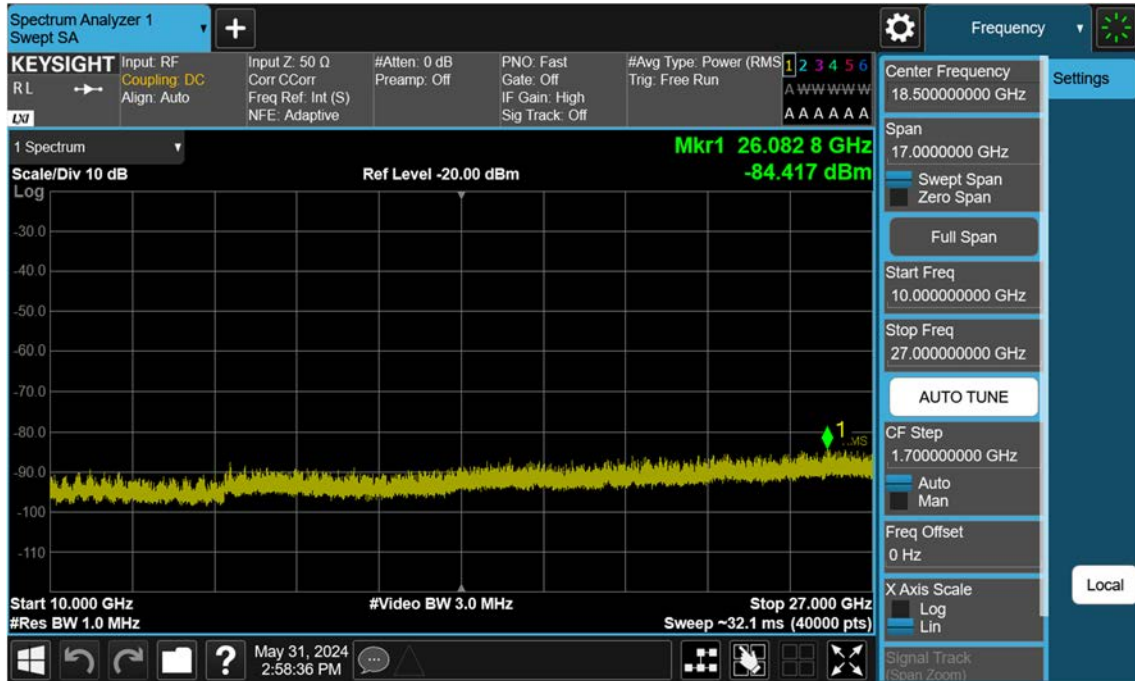 Spectrum Analyzer 1
Swept SA
+
Frequency
KEYSIGHT
R L
LXI
Input: RF
Coupling: DC
Align: Auto
Input Z: 50 Ω
Corr CCorr
Freq Ref: Int (S)
NFE: Adaptive
#Atten: 0 dB
Preamp: Off
PNO: Fast
Gate: Off
IF Gain: High
Sig Track: Off
#Avg Type: Power (RMS
Trig: Free Run
1 2 3 4 5 6
A W W W W W
A A A A A A
1 Spectrum
Scale/Div 10 dB
Log
Ref Level -20.00 dBm
Mkr1 26.082 8 GHz
-84.417 dBm
-30.0
-40.0
-50.0
-60.0
-70.0
-80.0
-90.0
-100
-110
1
Start 10.000 GHz
#Res BW 1.0 MHz
#Video BW 3.0 MHz
Stop 27.000 GHz
Sweep ~32.1 ms (40000 pts)
Center Frequency
18.500000000 GHz
Span
17.0000000 GHz
Swept Span
Zero Span
Full Span
Start Freq
10.000000000 GHz
Stop Freq
27.000000000 GHz
AUTO TUNE
CF Step
1.700000000 GHz
Auto
Man
Freq Offset
0 Hz
X Axis Scale
Log
Lin
Signal Track
(Span Zoom)
Settings
Local
?
May 31, 2024
2:58:36 PM